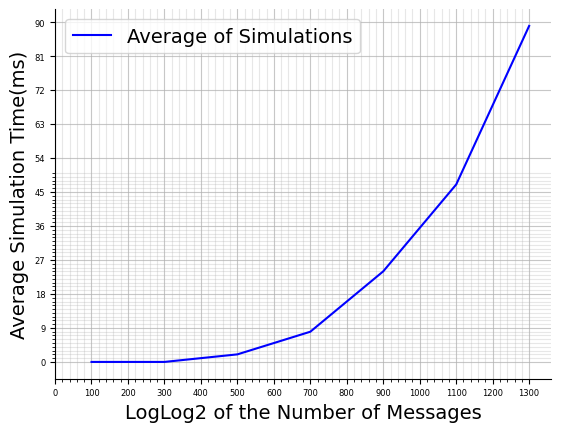 Average of Simulations
Average Simulation Time(ms)
90
81
72
63
54
45
36
27
18
9
0
0 100 200 300 400 500 600 700 800 900 1000 1100 1200 1300
LogLog2 of the Number of Messages